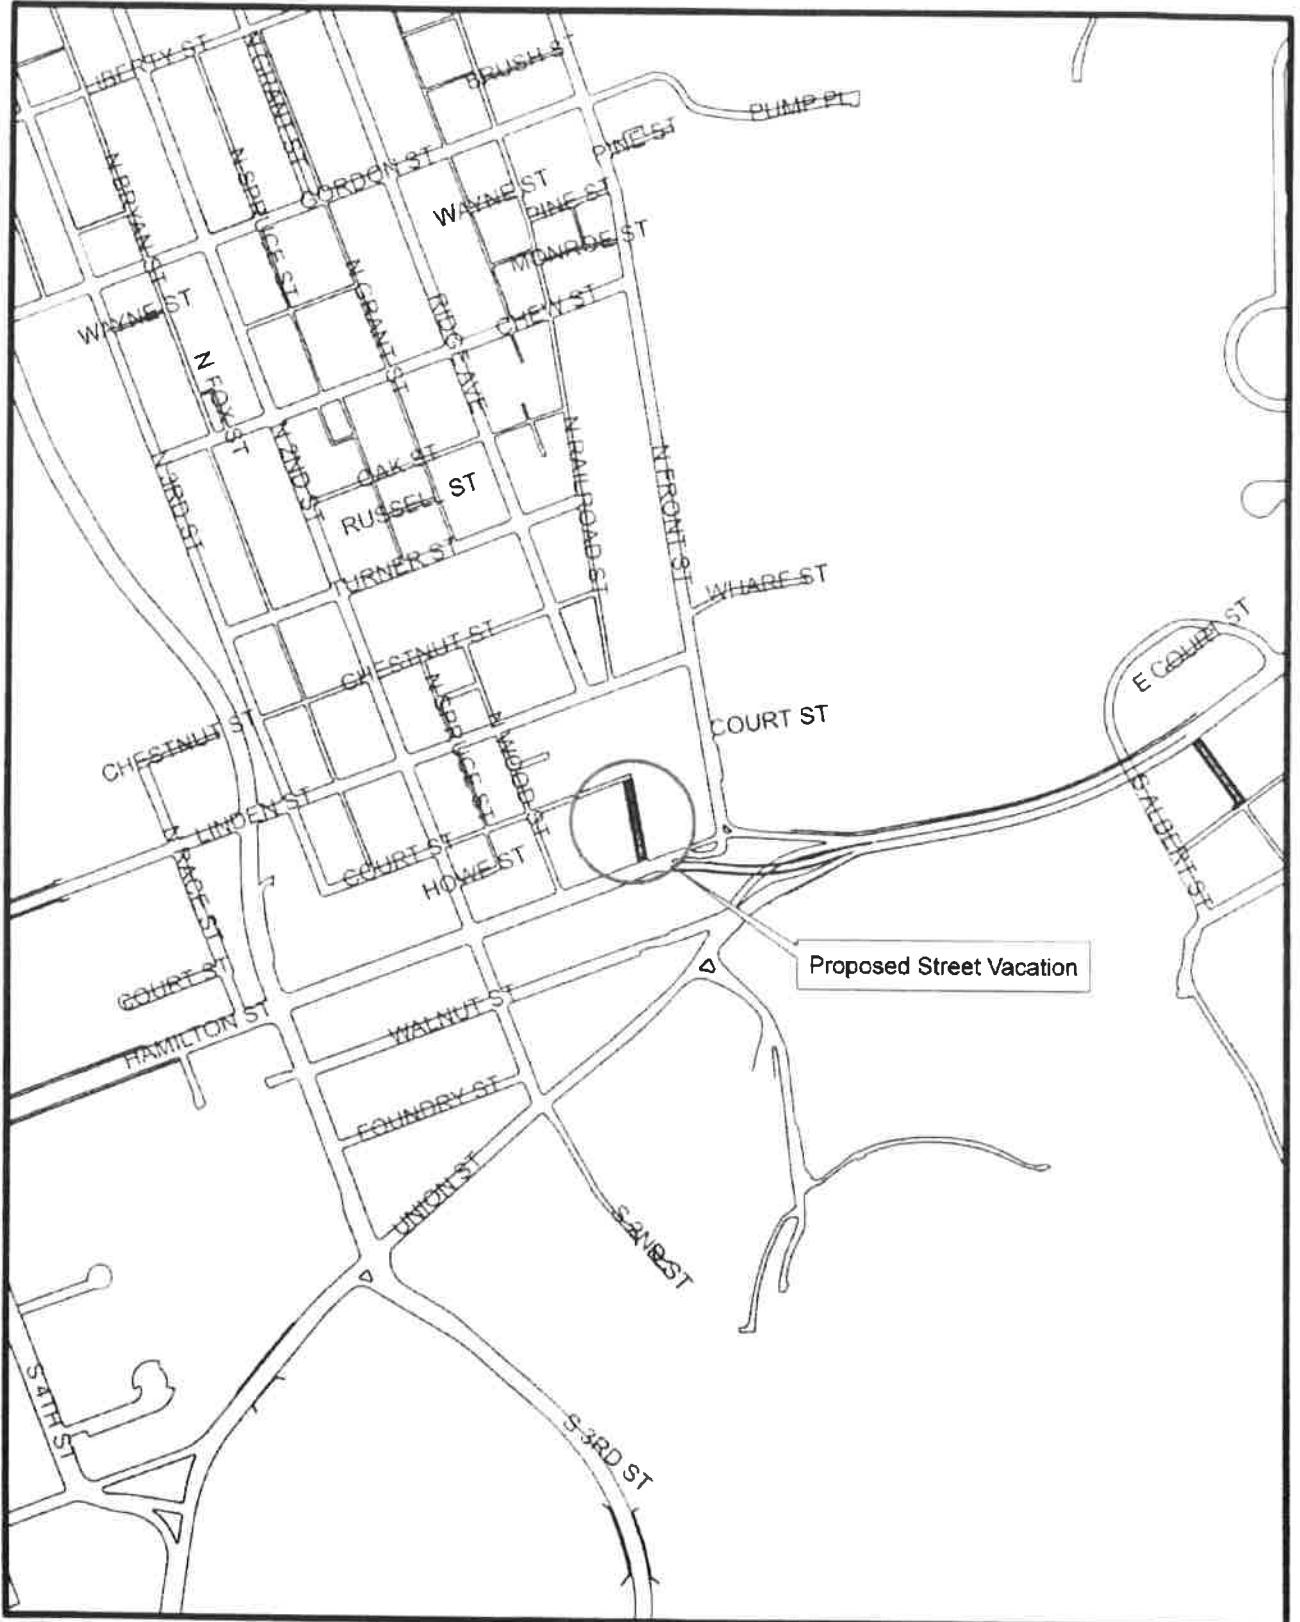 LIBERTY ST
N GRANT ST
BRUSH ST
PUMP PL
PINE ST
N BRYAN ST
N SPRUCE ST
GORDON ST
WAYNE ST
PINE ST
MONROE ST
WAYNE ST
N GRANT ST
RIDGE AVE
CHEW ST
N FOX ST
N 3RD ST
N 2ND ST
OAK ST
RUSSELL ST
N RAILROAD ST
N FRONT ST
TURNER ST
WHARF ST
CHESTNUT ST
E COURT ST
CHESTNUT ST
N SPRUCE ST
N WOOD ST
COURT ST
LINDEN ST
N RACE ST
COURT ST
HOWE ST
S ALBERT ST
Proposed Street Vacation
COURT ST
HAMILTON ST
WALNUT ST
FOUNDRY ST
UNION ST
S 2ND ST
S 4TH ST
S 3RD ST